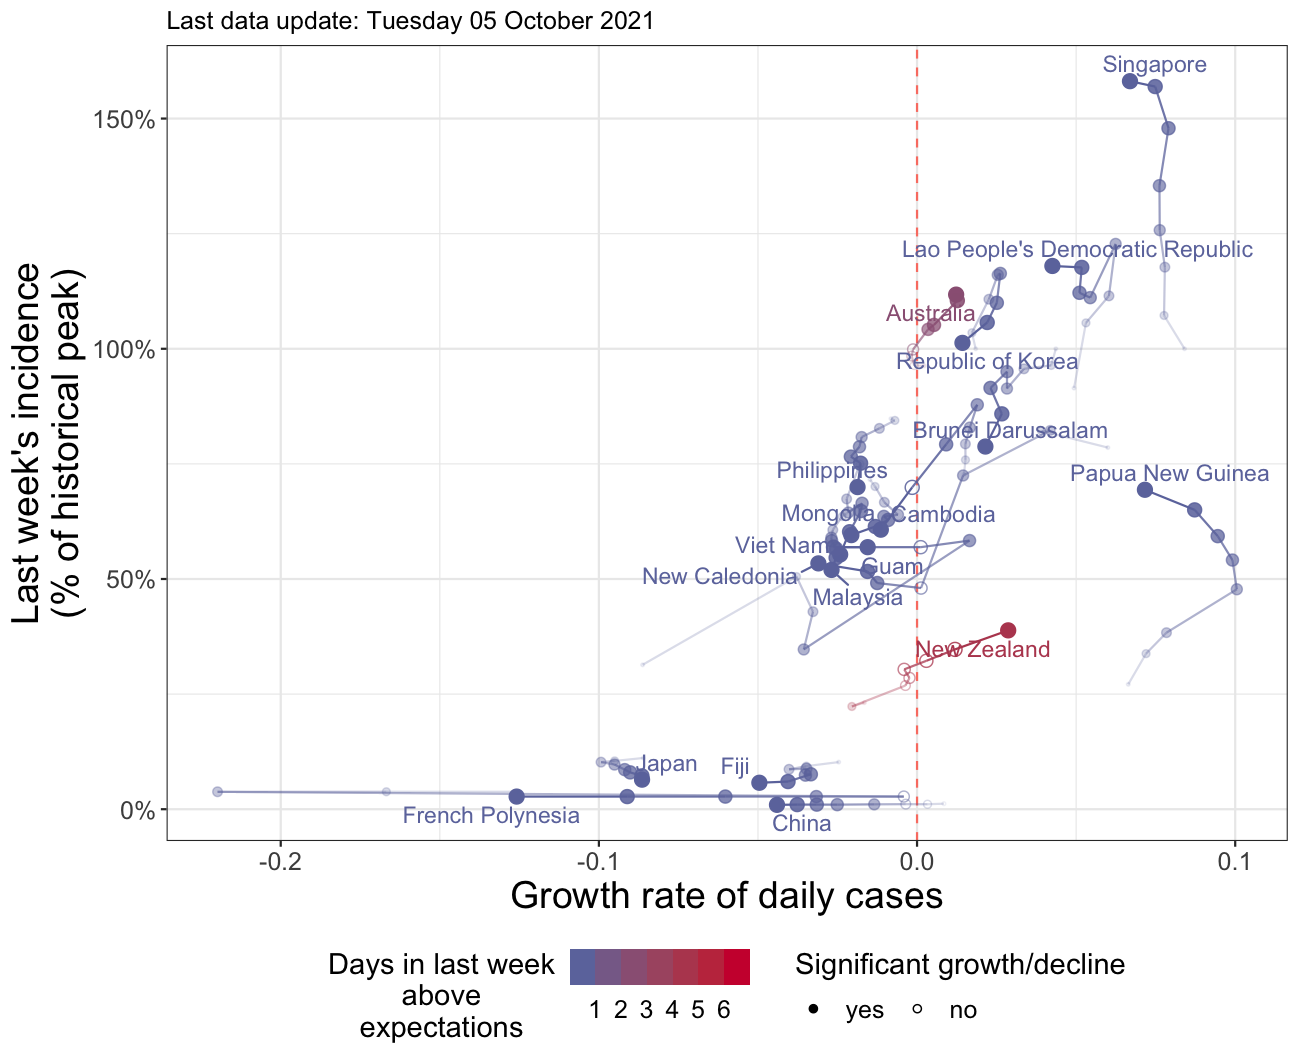 Last data update: Tuesday 05 October 2021
Last week's incidence
(% of historical peak)
150%
100%
50%
0%
Singapore
Lao People's Democratic Republic
Australia
Republic of Korea
Brunei Darussalam
Philippines
Papua New Guinea
Mongolia
Cambodia
Viet Nam
Guam
New Caledonia
Malaysia
New Zealand
Japan
Fiji
French Polynesia
China
-0.2
-0.1
0.0
0.1
Growth rate of daily cases
Days in last week
above
expectations
1 2 3 4 5 6
Significant growth/decline
yes
no